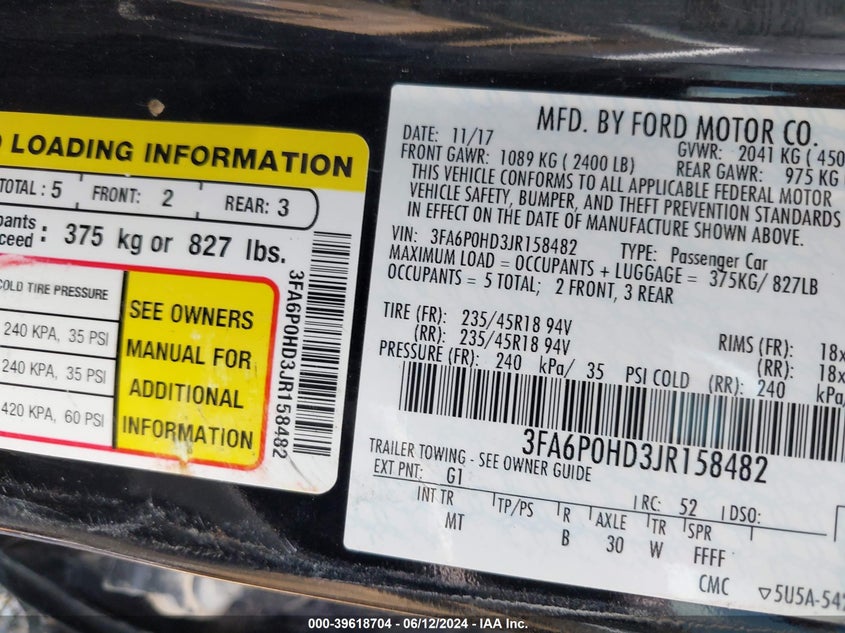 LOADING INFORMATION
TOTAL : 5 FRONT: 2 REAR: 3
375 kg or 827 lbs.
COLD TIRE PRESSURE
240 KPA, 35 PSI
240 KPA, 35 PSI
420 KPA, 60 PSI
SEE OWNERS
MANUAL FOR
ADDITIONAL
INFORMATION
3FA6P0HD3JR158482
MFD. BY FORD MOTOR CO.
DATE: 11/17 GVWR: 2041 KG (
FRONT GAWR: 1089 KG ( 2400 LB) REAR GAWR: 975 KG
THIS VEHICLE CONFORMS TO ALL APPLICABLE FEDERAL MOTOR
VEHICLE SAFETY, BUMPER, AND THEFT PREVENTION STANDARDS
IN EFFECT ON THE DATE OF MANUFACTURE SHOWN ABOVE.
VIN: 3FA6P0HD3JR158482 TYPE: Passenger Car
MAXIMUM LOAD = OCCUPANTS + LUGGAGE = 375KG/ 827LB
OCCUPANTS = 5 TOTAL; 2 FRONT, 3 REAR
TIRE (FR): 235/45R18 94V RIMS (FR): 18x
(RR): 235/45R18 94V (RR): 18x
PRESSURE (FR): 240 kPa/ 35 PSI COLD (RR): 240 kPa/
3FA6P0HD3JR158482
TRAILER TOWING - SEE OWNER GUIDE
EXT PNT: G1 RC: 52 DSO:
INT TR TP/PS R AXLE TR SPR
MT B 30 W FFFF
CMC ▽5U5A-54
000-39618704 - 06/12/2024 - IAA Inc.